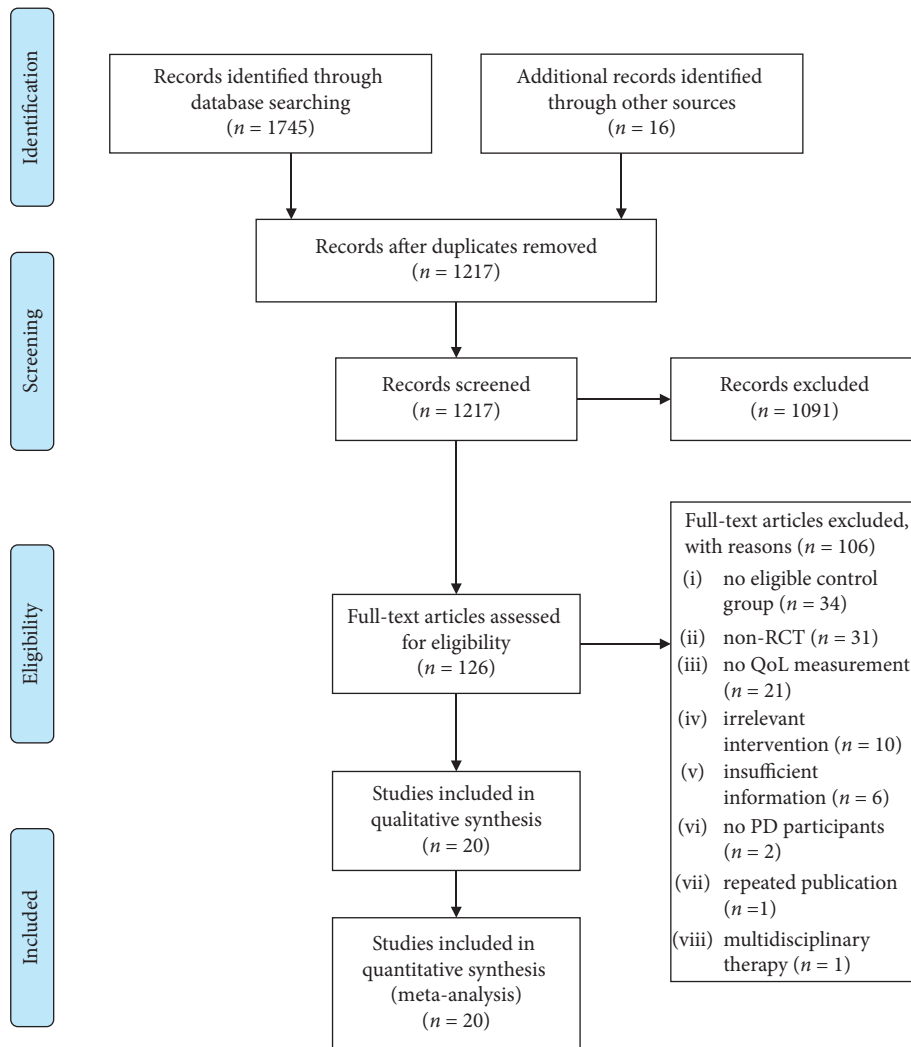 Identification
Records identified through
database searching
(n = 1745)
Additional records identified
through other sources
(n = 16)
Records after duplicates removed
(n = 1217)
Screening
Records screened
(n = 1217)
Records excluded
(n = 1091)
Eligibility
Full-text articles assessed
for eligibility
(n = 126)
Full-text articles excluded,
with reasons (n = 106)
(i) no eligible control
group (n = 34)
(ii) non-RCT (n = 31)
(iii) no QoL measurement
(n = 21)
(iv) irrelevant
intervention (n = 10)
(v) insufficient
information (n = 6)
(vi) no PD participants
(n = 2)
(vii) repeated publication
(n =1)
(viii) multidisciplinary
therapy (n = 1)
Studies included in
qualitative synthesis
(n = 20)
Included
Studies included in
quantitative synthesis
(meta-analysis)
(n = 20)